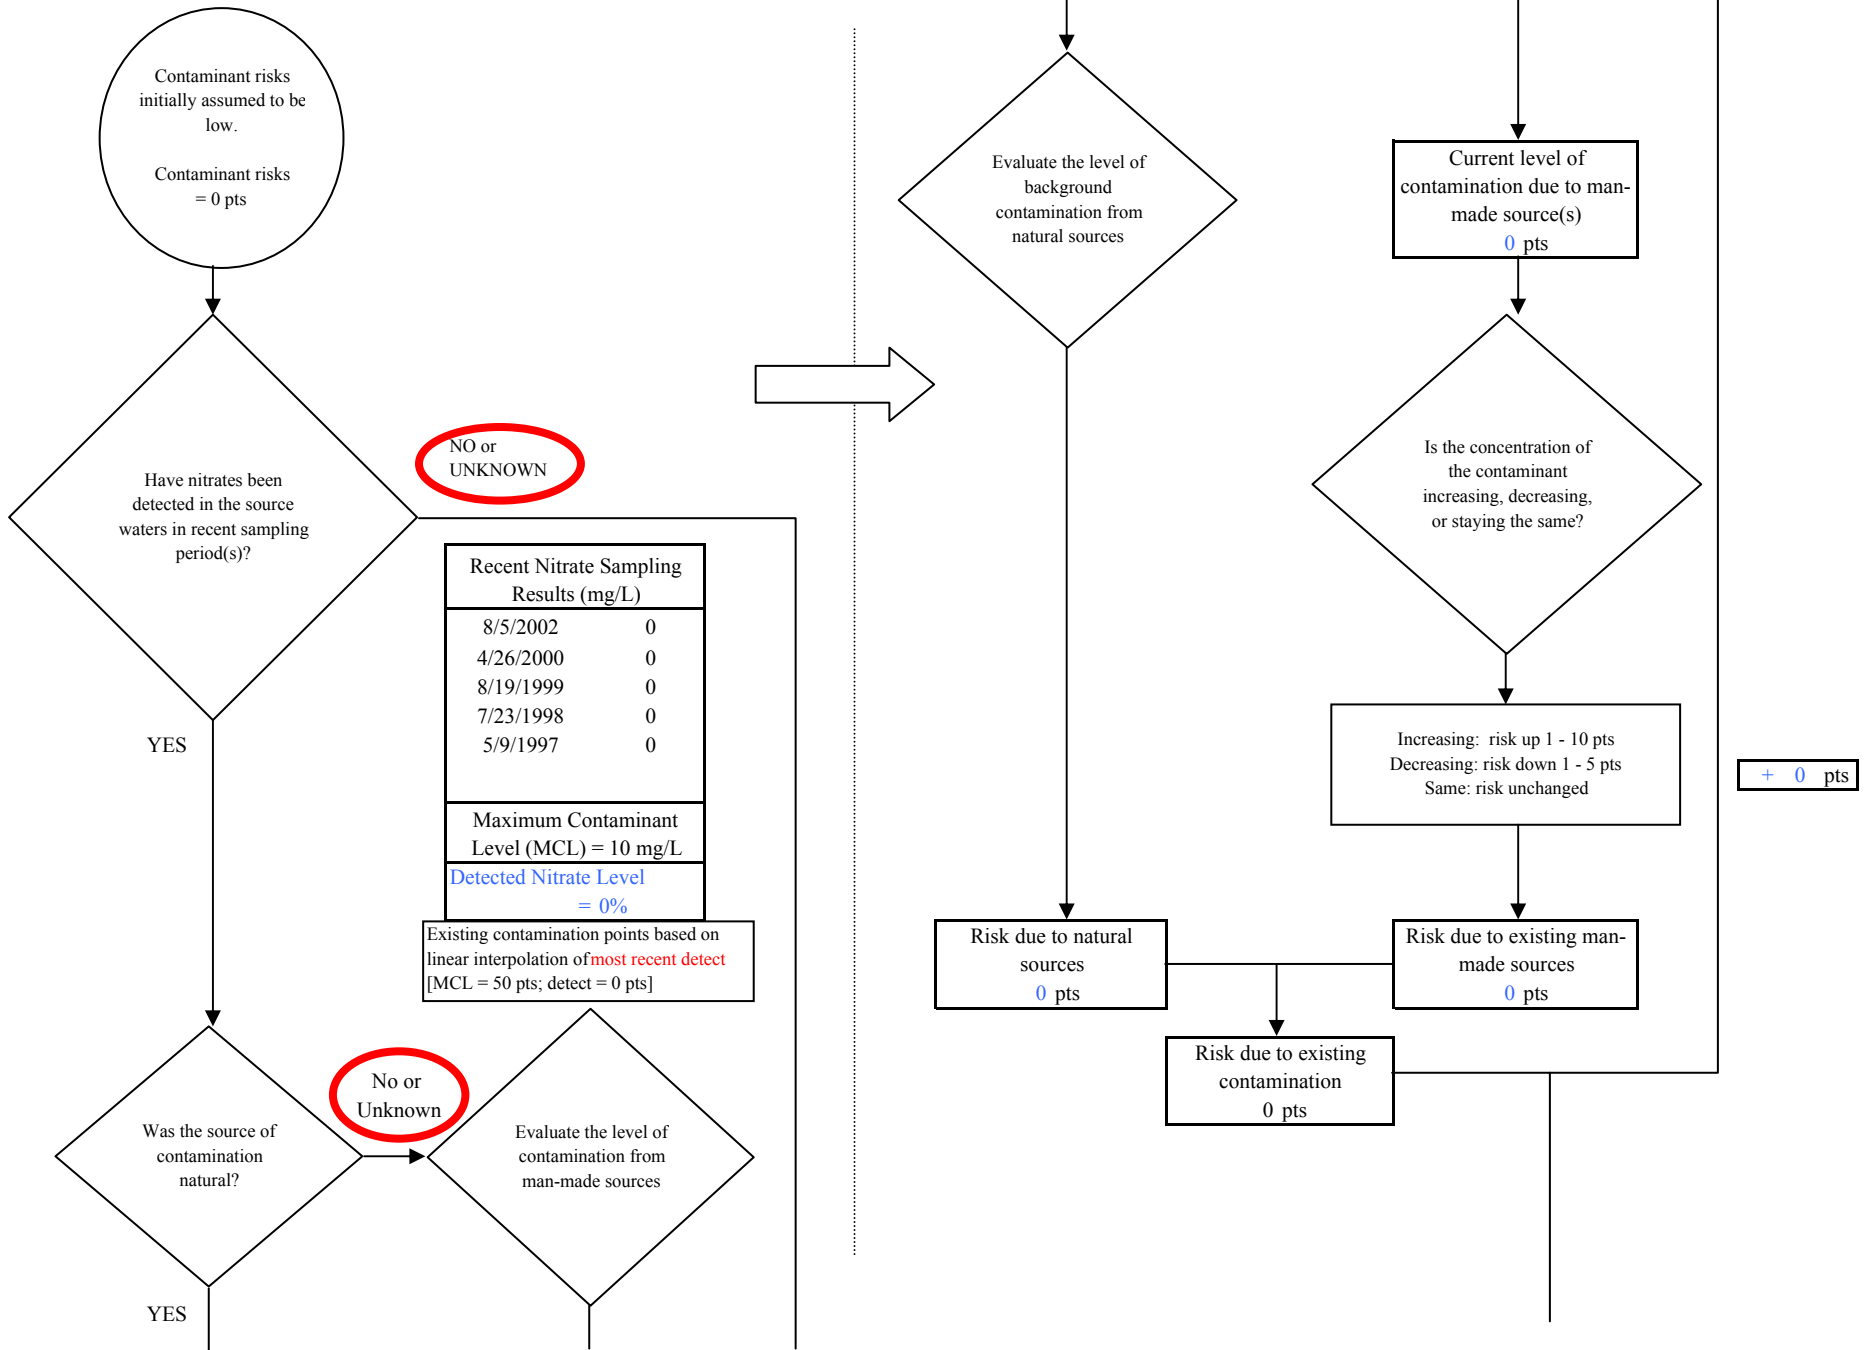 Contaminant risks
initially assumed to be
low.
Contaminant risks
= 0 pts
Have nitrates been
detected in the source
waters in recent sampling
period(s)?
NO or
UNKNOWN
YES
Recent Nitrate Sampling
Results (mg/L)
8/5/2002 0
4/26/2000 0
8/19/1999 0
7/23/1998 0
5/9/1997 0
Maximum Contaminant
Level (MCL) = 10 mg/L
Detected Nitrate Level
= 0%
Existing contamination points based on
linear interpolation of most recent detect
[MCL = 50 pts; detect = 0 pts]
Was the source of
contamination
natural?
No or
Unknown
YES
Evaluate the level of
contamination from
man-made sources
Evaluate the level of
background
contamination from
natural sources
Current level of
contamination due to man-
made source(s)
0 pts
Is the concentration of
the contaminant
increasing, decreasing,
or staying the same?
Increasing: risk up 1 - 10 pts
Decreasing: risk down 1 - 5 pts
Same: risk unchanged
+ 0 pts
Risk due to natural
sources
0 pts
Risk due to existing man-
made sources
0 pts
Risk due to existing
contamination
0 pts